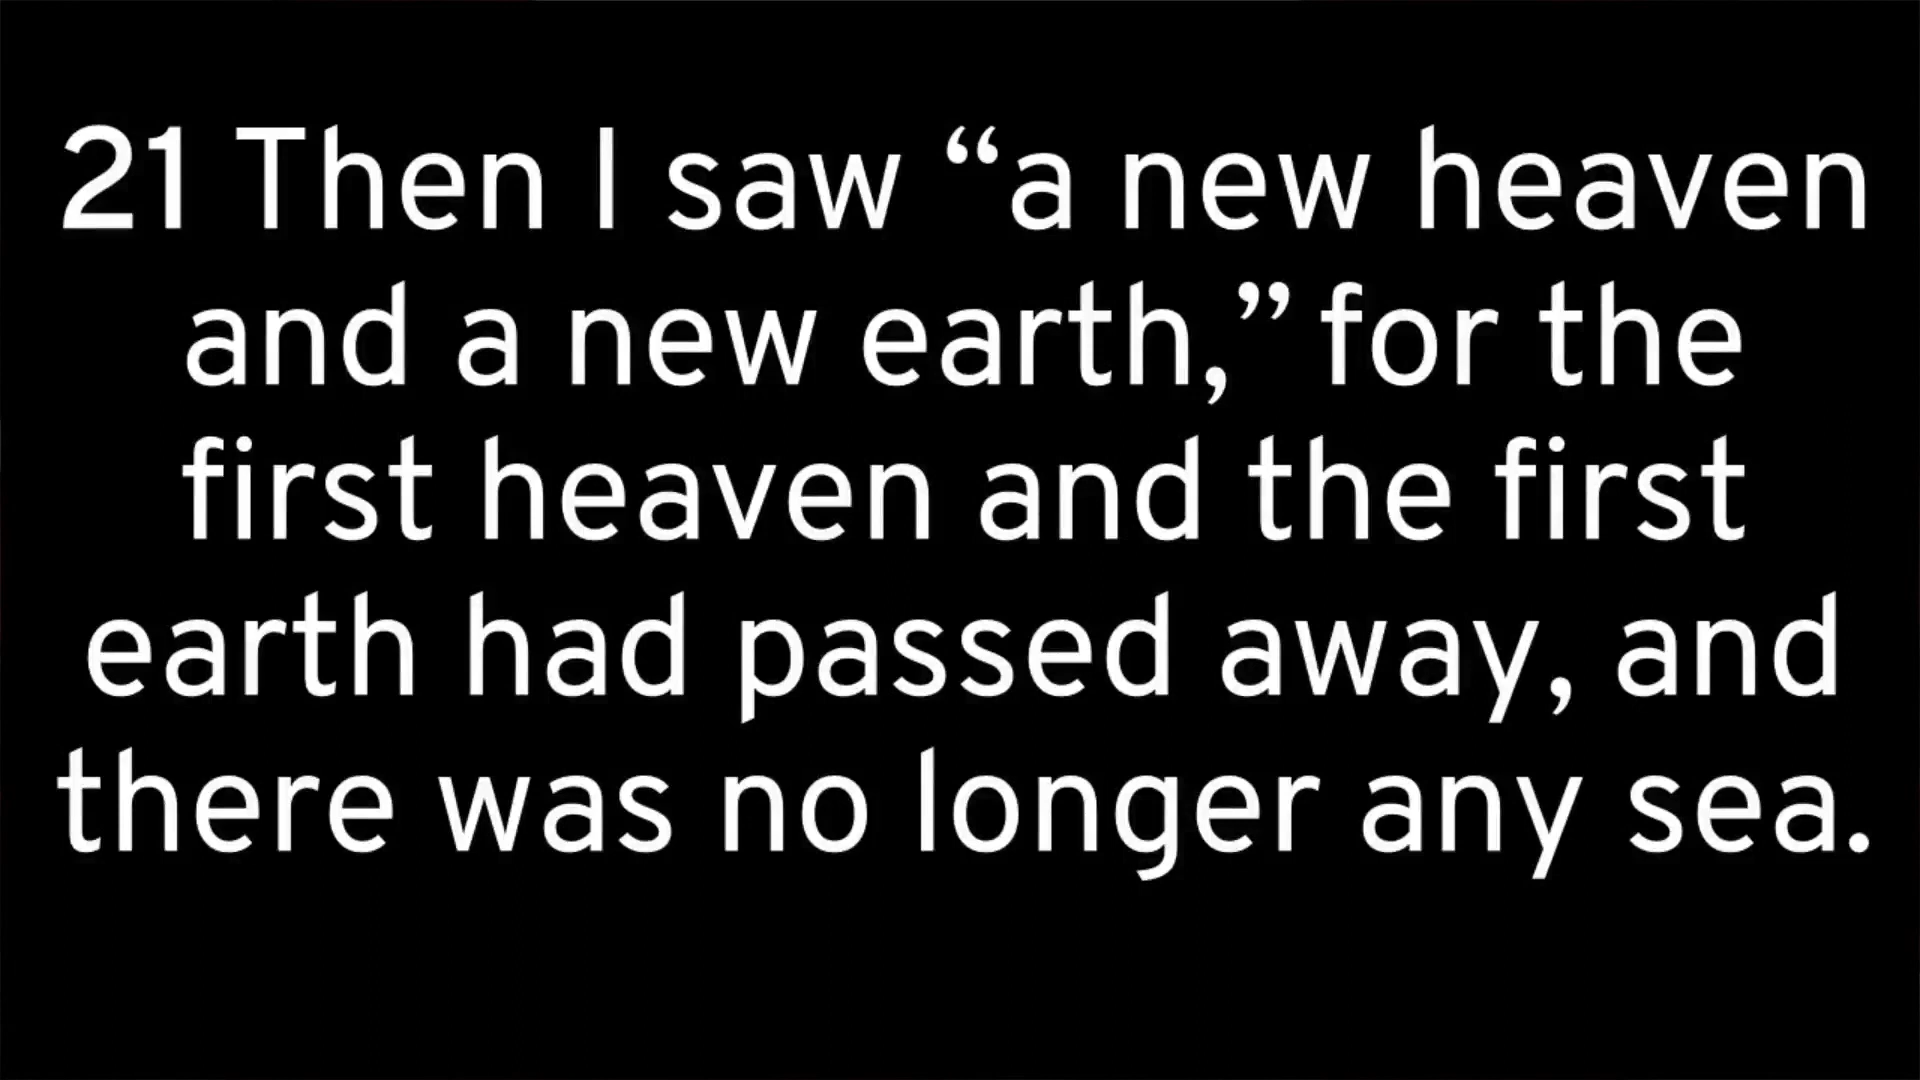 21 Then I saw “a new heaven
and a new earth,” for the
first heaven and the first
earth had passed away, and
there was no longer any sea.